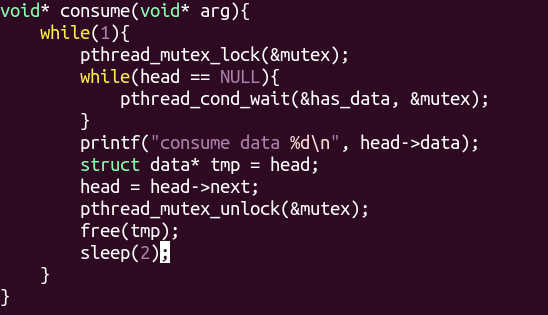 void* consume(void* arg){
    while(1){
        pthread_mutex_lock(&mutex);
        while(head == NULL){
            pthread_cond_wait(&has_data, &mutex);
        }
        printf("consume data %d\n", head->data);
        struct data* tmp = head;
        head = head->next;
        pthread_mutex_unlock(&mutex);
        free(tmp);
        sleep(2);
    }
}